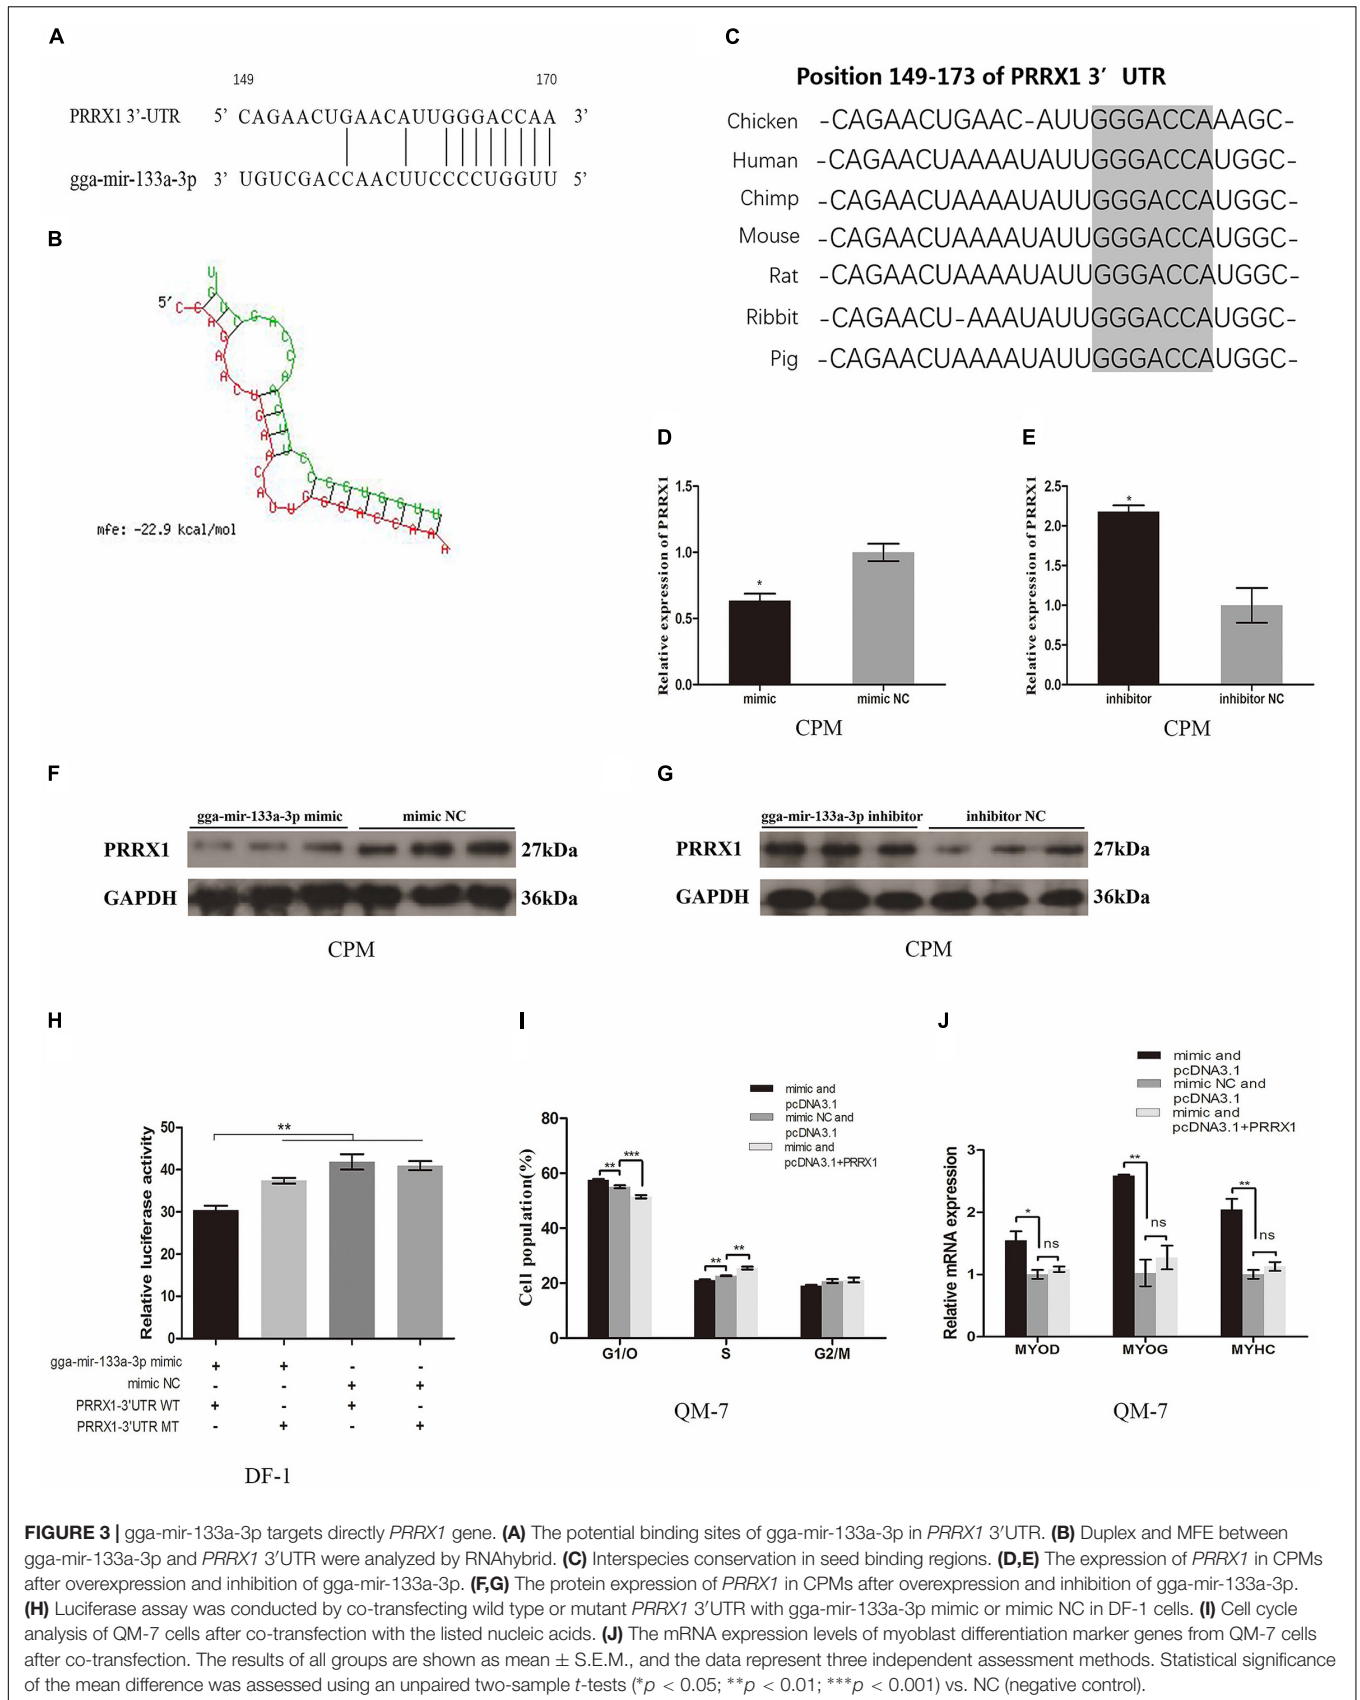 A
149 170
PRRX1 3'-UTR 5' CAGAACUGAACAUUGGGACCAA 3'
gga-mir-133a-3p 3' UGUCGACCAACUUCCCCUGGUU 5'
B
5'
mfe: -22.9 kcal/mol
C
Position 149-173 of PRRX1 3' UTR
Chicken -CAGAACUGAAC-AUUGGGACCAAAGC-
Human -CAGAACUAAAAUAUUGGGACCAUGGC-
Chimp -CAGAACUAAAAUAUUGGGACCAUGGC-
Mouse -CAGAACUAAAAUAUUGGGACCAUGGC-
Rat -CAGAACUAAAAUAUUGGGACCAUGGC-
Ribbit -CAGAACU-AAAUAUUGGGACCAUGGC-
Pig -CAGAACUAAAAUAUUGGGACCAUGGC-
D
Relative expression of PRRX1
1.5
1.0
0.5
0.0
*
mimic mimic NC
CPM
E
Relative expression of PRRX1
2.5
2.0
1.5
1.0
0.5
0.0
*
inhibitor inhibitor NC
CPM
F
gga-mir-133a-3p mimic mimic NC
PRRX1 27kDa
GAPDH 36kDa
CPM
G
gga-mir-133a-3p inhibitor inhibitor NC
PRRX1 27kDa
GAPDH 36kDa
CPM
H
Relative luciferase activity
50
40
30
20
10
0
**
gga-mir-133a-3p mimic + + - -
mimic NC - - + +
PRRX1-3'UTR WT + - + -
PRRX1-3'UTR MT - + - +
DF-1
I
mimic and
pcDNA3.1
mimic NC and
pcDNA3.1
mimic and
pcDNA3.1+PRRX1
Cell population(%)
80
60
40
20
0
** ***
** **
G1/O S G2/M
QM-7
J
mimic and
pcDNA3.1
mimic NC and
pcDNA3.1
mimic and
pcDNA3.1+PRRX1
Relative mRNA expression
3
2
1
0
* ns
** ns
** ns
MYOD MYOG MYHC
QM-7
FIGURE 3 | gga-mir-133a-3p targets directly PRRX1 gene. (A) The potential binding sites of gga-mir-133a-3p in PRRX1 3′UTR. (B) Duplex and MFE between
gga-mir-133a-3p and PRRX1 3′UTR were analyzed by RNAhybrid. (C) Interspecies conservation in seed binding regions. (D,E) The expression of PRRX1 in CPMs
after overexpression and inhibition of gga-mir-133a-3p. (F,G) The protein expression of PRRX1 in CPMs after overexpression and inhibition of gga-mir-133a-3p.
(H) Luciferase assay was conducted by co-transfecting wild type or mutant PRRX1 3′UTR with gga-mir-133a-3p mimic or mimic NC in DF-1 cells. (I) Cell cycle
analysis of QM-7 cells after co-transfection with the listed nucleic acids. (J) The mRNA expression levels of myoblast differentiation marker genes from QM-7 cells
after co-transfection. The results of all groups are shown as mean ± S.E.M., and the data represent three independent assessment methods. Statistical significance
of the mean difference was assessed using an unpaired two-sample t-tests (*p < 0.05; **p < 0.01; ***p < 0.001) vs. NC (negative control).